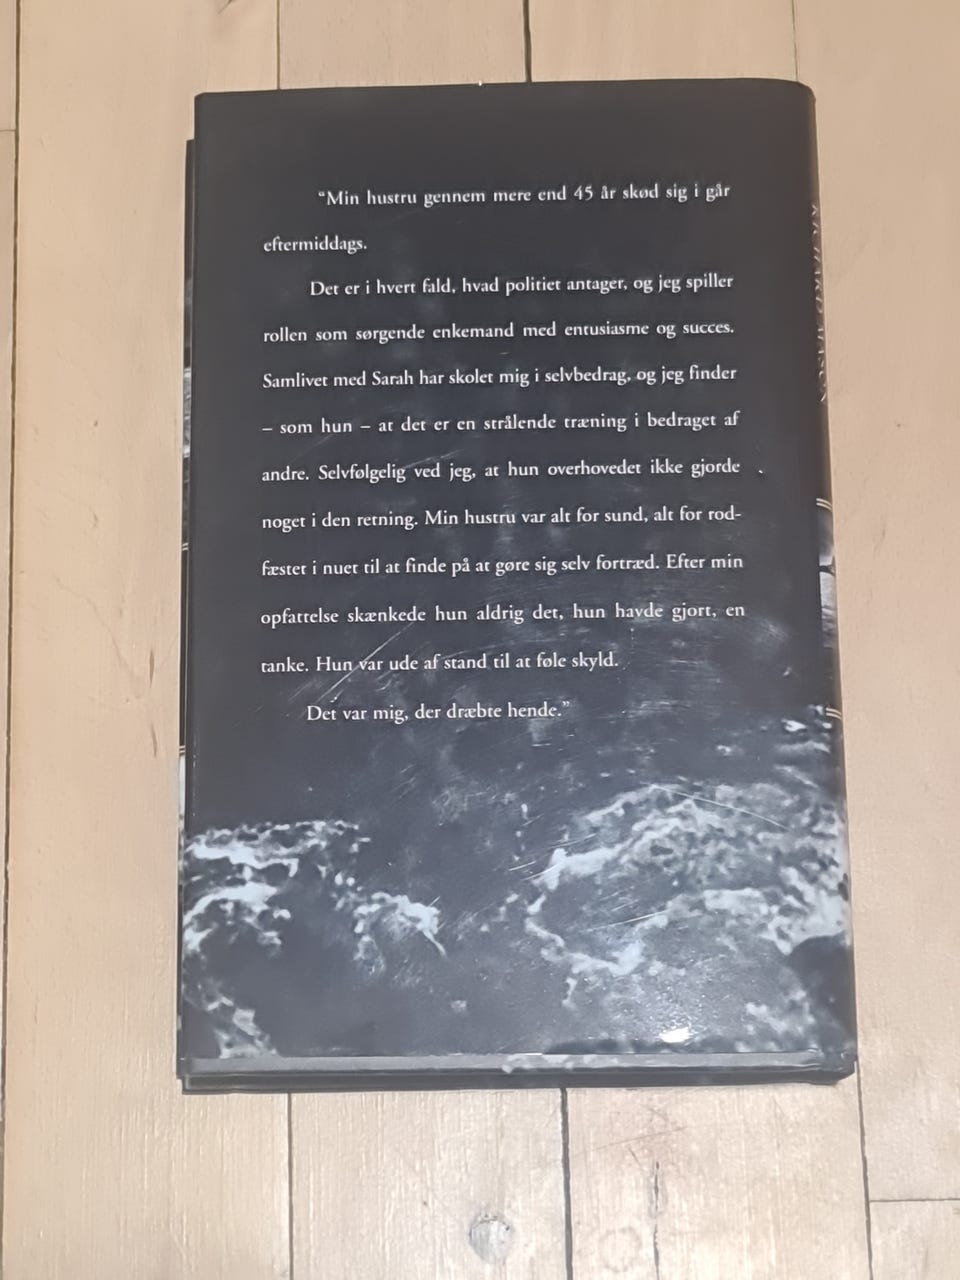 “Min hustru gennem mere end 45 år skød sig i går
eftermiddags.
Det er i hvert fald, hvad politiet antager, og jeg spiller
rollen som sørgende enkemand med entusiasme og succes.
Samlivet med Sarah har skolet mig i selvbedrag, og jeg finder
– som hun – at det er en strålende træning i bedraget af
andre. Selvfølgelig ved jeg, at hun overhovedet ikke gjorde
noget i den retning. Min hustru var alt for sund, alt for rod-
fæstet i nuet til at finde på at gøre sig selv fortræd. Efter min
opfattelse skænkede hun aldrig det, hun havde gjort, en
tanke. Hun var ude af stand til at føle skyld.
Det var mig, der dræbte hende.”
RICHARD MASON